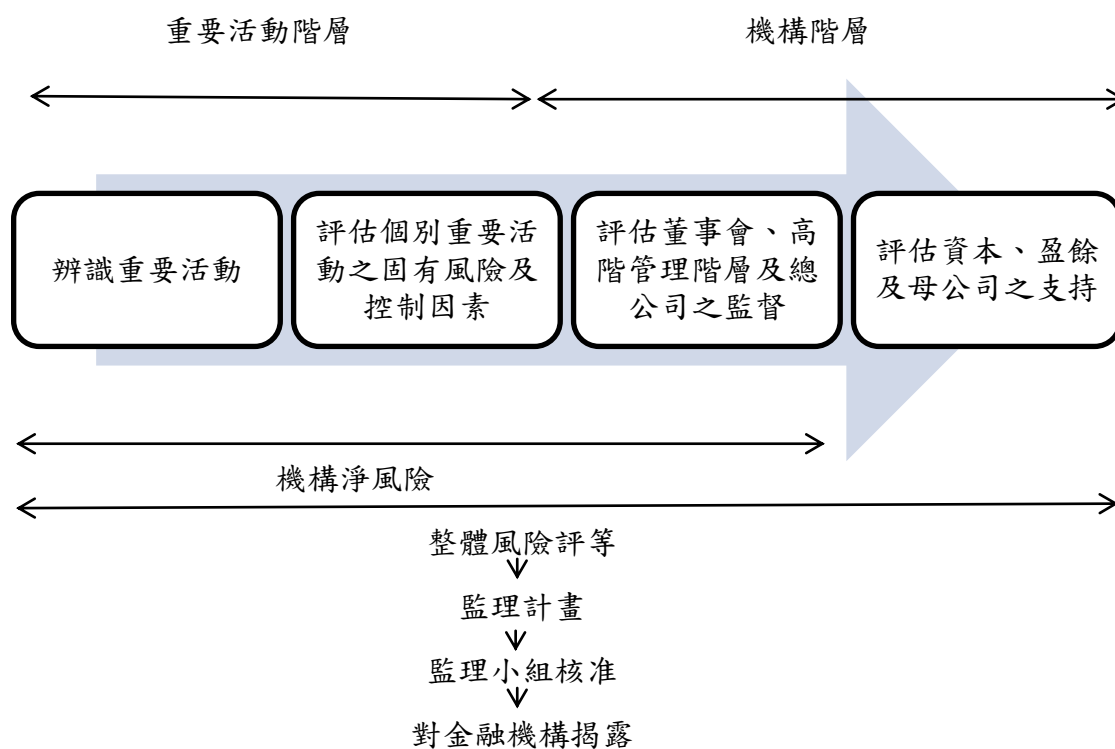 重要活動階層
機構階層
辨識重要活動
評估個別重要活
動之固有風險及
控制因素
評估董事會、高
階管理階層及總
公司之監督
評估資本、盈餘
及母公司之支持
機構淨風險
整體風險評等
監理計畫
監理小組核准
對金融機構揭露